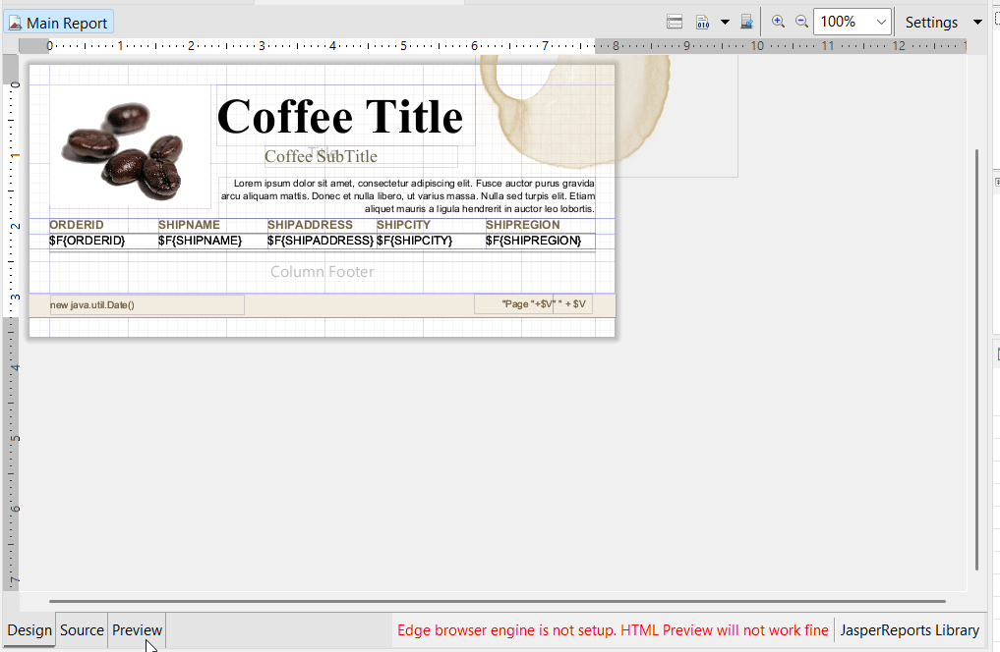 Main Report
100%
Settings
0 1 2 3 4 5 6 7 8 9 10 11 12 1
0
1
2
3
4
5
6
7
Coffee Title
Title
Coffee SubTitle
Lorem ipsum dolor sit amet, consectetur adipiscing elit. Fusce auctor purus gravida
arcu aliquam mattis. Donec et nulla libero, ut varius massa. Nulla sed turpis elit. Etiam
aliquet mauris a ligula hendrerit in auctor leo lobortis.
ORDERID SHIPNAME SHIPADDRESS SHIPCITY SHIPREGION
$F{ORDERID} $F{SHIPNAME} $F{SHIPADDRESS} $F{SHIPCITY} $F{SHIPREGION}
Column Footer
new java.util.Date() "Page "+$V" " + $V
Design Source Preview Edge browser engine is not setup. HTML Preview will not work fine JasperReports Library